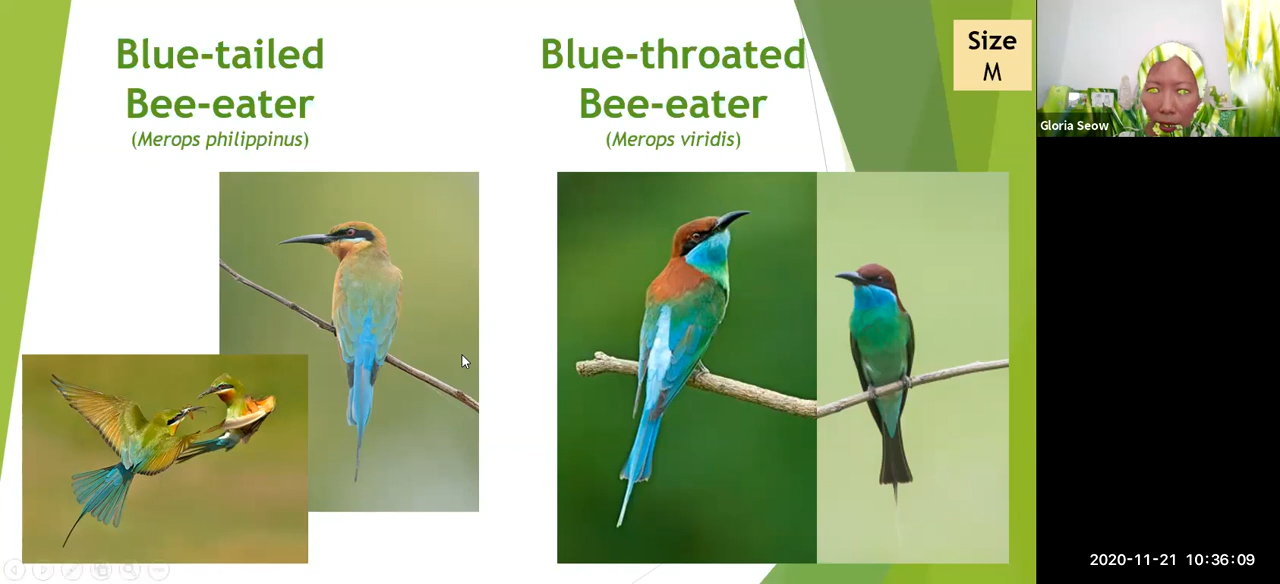 Blue-tailed
Bee-eater
(Merops philippinus)
Blue-throated
Bee-eater
(Merops viridis)
Size
M
Gloria Seow
2020-11-21 10:36:09